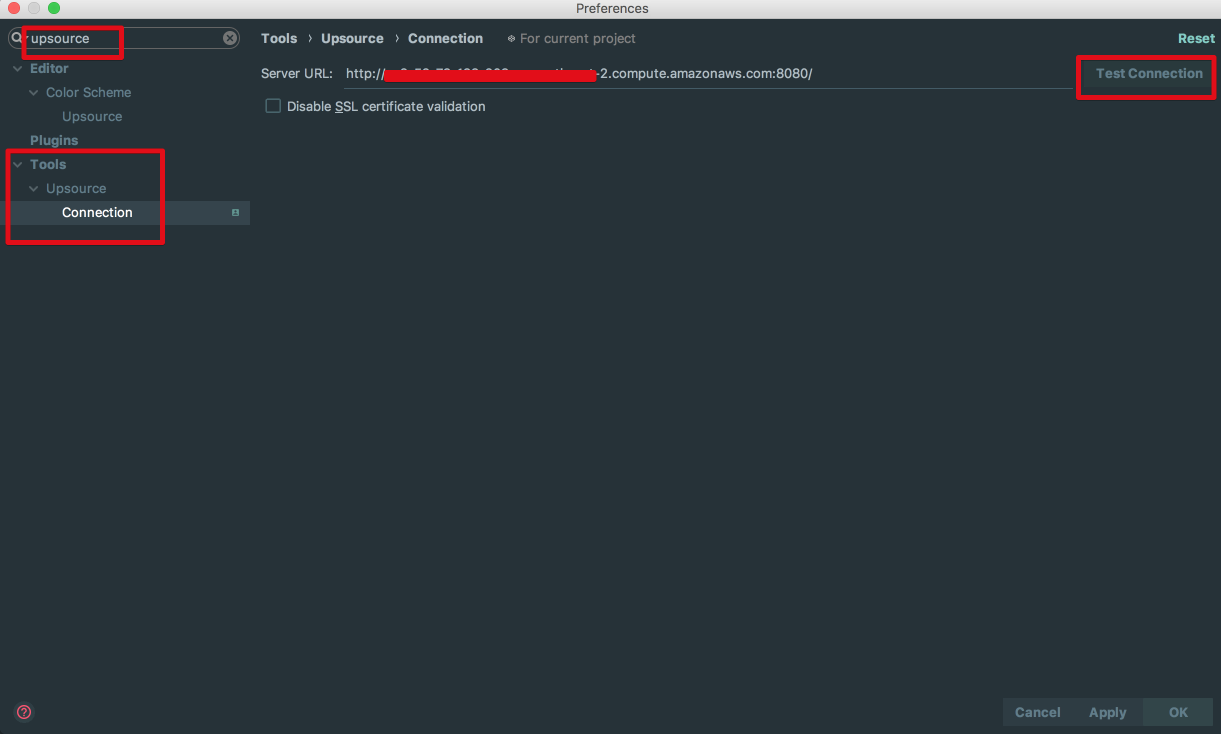 Preferences
upsource
Tools › Upsource › Connection For current project
Reset
Editor
Color Scheme
Upsource
Plugins
Tools
Upsource
Connection
Server URL: http:// -2.compute.amazonaws.com:8080/
Test Connection
Disable SSL certificate validation
?
Cancel Apply OK